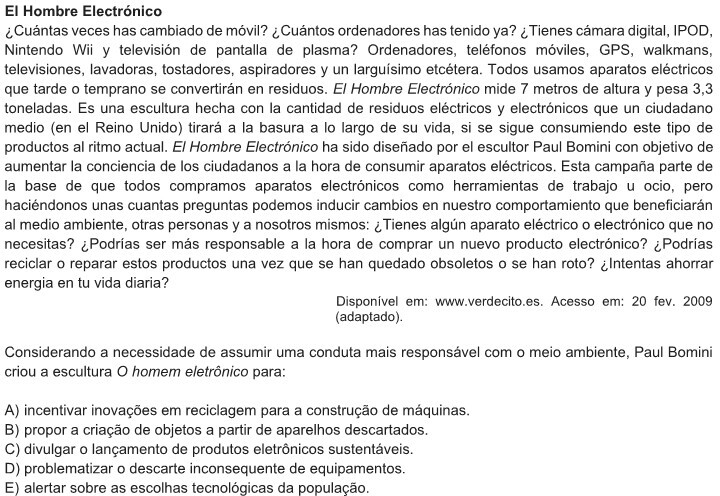 El Hombre Electrónico
¿Cuántas veces has cambiado de móvil? ¿Cuántos ordenadores has tenido ya? ¿Tienes cámara digital, IPOD,
Nintendo Wii y televisión de pantalla de plasma? Ordenadores, teléfonos móviles, GPS, walkmans,
televisiones, lavadoras, tostadores, aspiradores y un larguísimo etcétera. Todos usamos aparatos eléctricos
que tarde o temprano se convertirán en residuos. El Hombre Electrónico mide 7 metros de altura y pesa 3,3
toneladas. Es una escultura hecha con la cantidad de residuos eléctricos y electrónicos que un ciudadano
medio (en el Reino Unido) tirará a la basura a lo largo de su vida, si se sigue consumiendo este tipo de
productos al ritmo actual. El Hombre Electrónico ha sido diseñado por el escultor Paul Bomini con objetivo de
aumentar la conciencia de los ciudadanos a la hora de consumir aparatos eléctricos. Esta campaña parte de
la base de que todos compramos aparatos electrónicos como herramientas de trabajo u ocio, pero
haciéndonos unas cuantas preguntas podemos inducir cambios en nuestro comportamiento que beneficiarán
al medio ambiente, otras personas y a nosotros mismos: ¿Tienes algún aparato eléctrico o electrónico que no
necesitas? ¿Podrías ser más responsable a la hora de comprar un nuevo producto electrónico? ¿Podrías
reciclar o reparar estos productos una vez que se han quedado obsoletos o se han roto? ¿Intentas ahorrar
energia en tu vida diaria?
Disponível em: www.verdecito.es. Acesso em: 20 fev. 2009
(adaptado).
Considerando a necessidade de assumir uma conduta mais responsável com o meio ambiente, Paul Bomini
criou a escultura O homem eletrônico para:
A) incentivar inovações em reciclagem para a construção de máquinas.
B) propor a criação de objetos a partir de aparelhos descartados.
C) divulgar o lançamento de produtos eletrônicos sustentáveis.
D) problematizar o descarte inconsequente de equipamentos.
E) alertar sobre as escolhas tecnológicas da população.